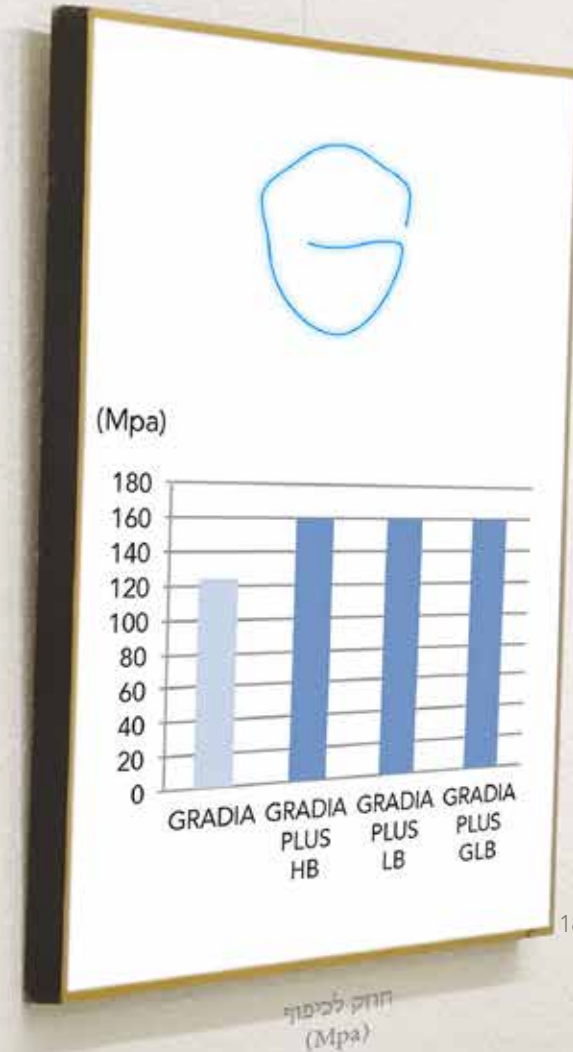 (Mpa)
180
160
140
120
100
80
60
40
20
0
GRADIA
GRADIA
PLUS
HB
GRADIA
PLUS
LB
GRADIA
PLUS
GLB
חוזק לכיפוף
(Mpa)